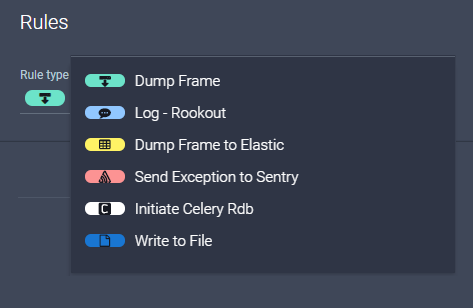 Rules
Rule type
Dump Frame
Log - Rookout
Dump Frame to Elastic
Send Exception to Sentry
C Initiate Celery Rdb
Write to File